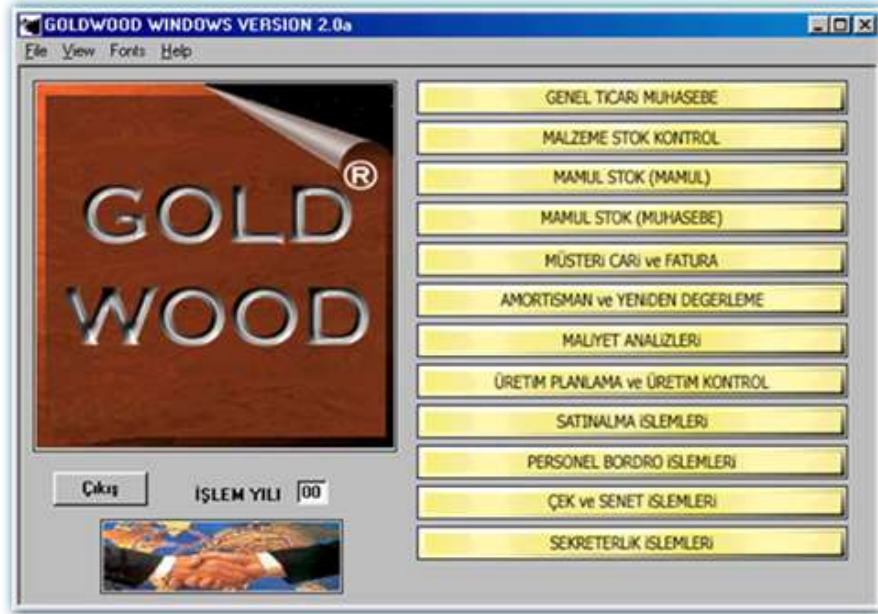 GOLDWOOD WINDOWS VERSION 2.0a
File View Fonts Help
GOLD®
WOOD
GENEL TiCARi MUHASEBE
MALZEME STOK KONTROL
MAMUL STOK (MAMUL)
MAMUL STOK (MUHASEBE)
MÜSTERi CARi ve FATURA
AMORTiSMAN ve YENiDEN DEGERLEME
MALiYET ANALiZLERi
ÜRETiM PLANLAMA ve ÜRETiM KONTROL
SATINALMA iSLEMLERi
PERSONEL BORDRO iSLEMLERi
ÇEK ve SENET iSLEMLERi
SEKRETERLiK iSLEMLERi
Çıkış
İŞLEM YILI 00